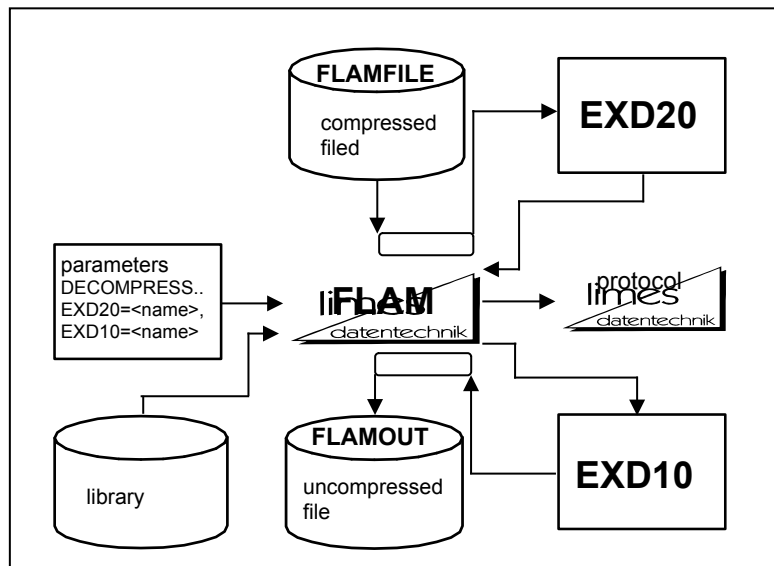 FLAMFILE
compressed
filed
EXD20
parameters
DECOMPRESS..
EXD20=<name>,
EXD10=<name>
FLAM
limes
datentechnik
protocol
limes
datentechnik
library
FLAMOUT
uncompressed
file
EXD10